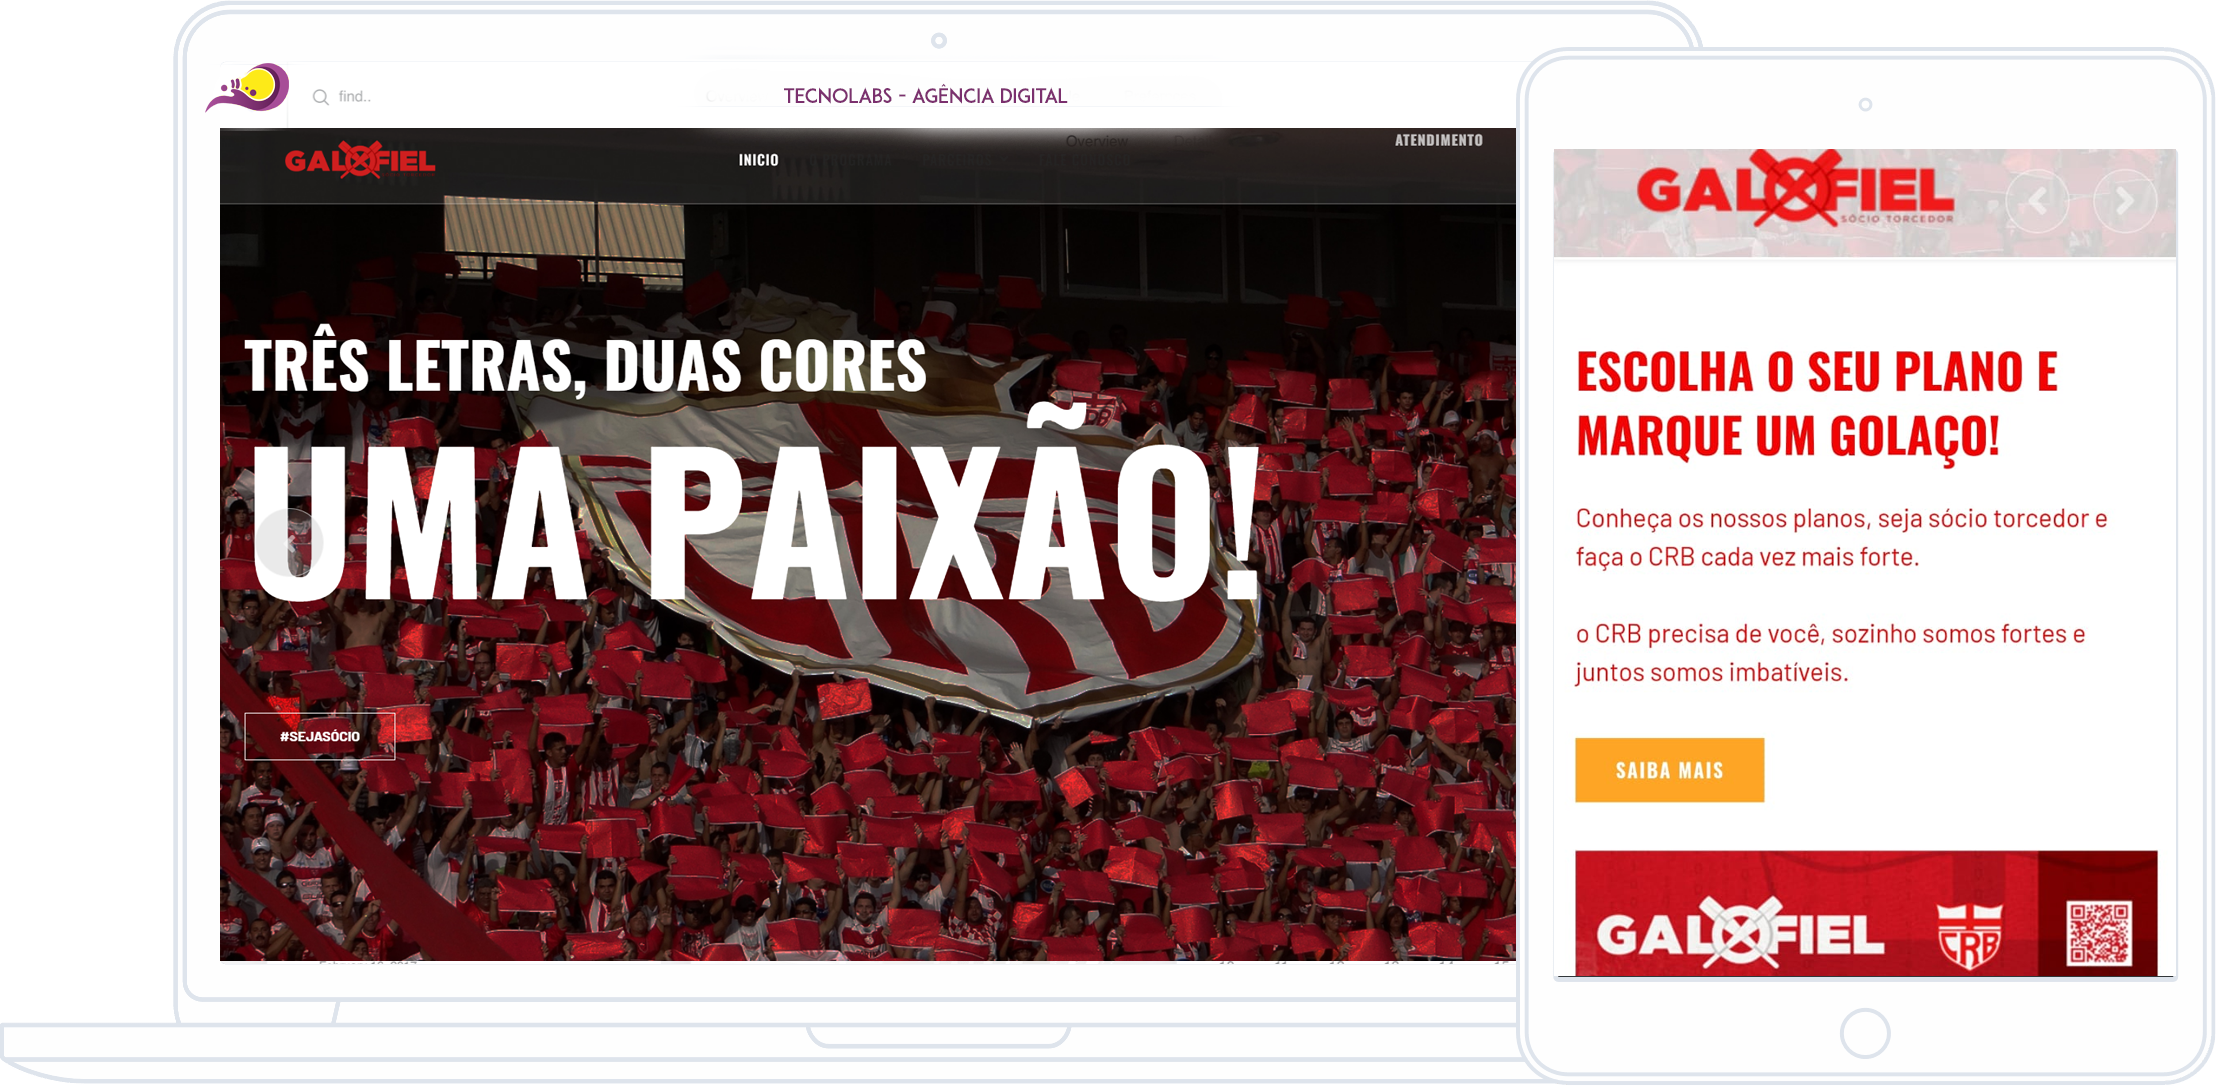 find..
TECNOLABS - AGÊNCIA DIGITAL
GALOFIEL
INICIO
Overview
ATENDIMENTO
TRÊS LETRAS, DUAS CORES
UMA PAIXÃO!
#SEJASÓCIO
GALOFIEL
SÓCIO TORCEDOR
ESCOLHA O SEU PLANO E
MARQUE UM GOLAÇO!
Conheça os nossos planos, seja sócio torcedor e
faça o CRB cada vez mais forte.
o CRB precisa de você, sozinho somos fortes e
juntos somos imbatíveis.
SAIBA MAIS
GALOFIEL
CRB